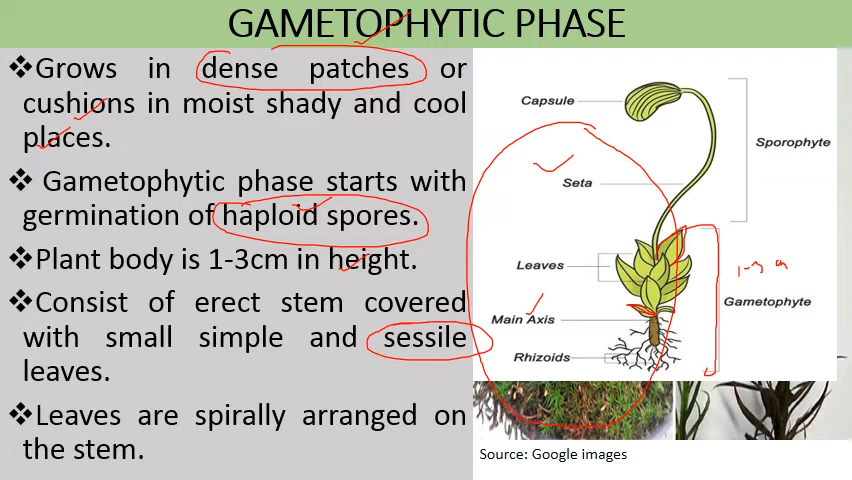 GAMETOPHYTIC PHASE
❖Grows in dense patches or
cushions in moist shady and cool
places.
❖ Gametophytic phase starts with
germination of haploid spores.
❖Plant body is 1-3cm in height.
❖Consist of erect stem covered
with small simple and sessile
leaves.
❖Leaves are spirally arranged on
the stem.
Capsule
Sporophyte
Seta
Leaves
1-3 cm
Gametophyte
Main Axis
Rhizoids
Source: Google images